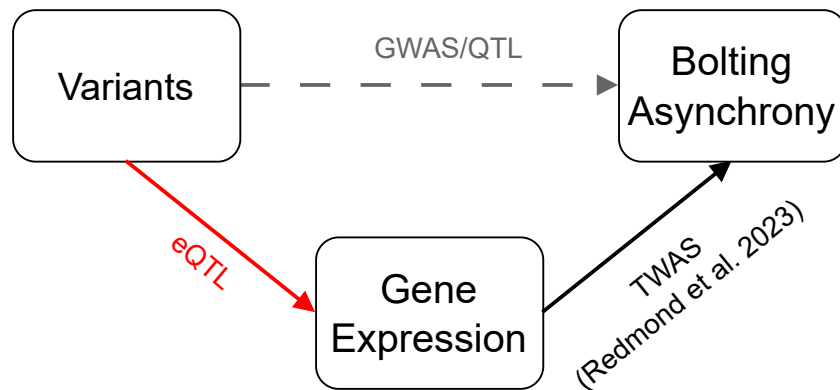 GWAS/QTL
Variants
Bolting
Asynchrony
eQTL
Gene
Expression
TWAS
(Redmond et al. 2023)